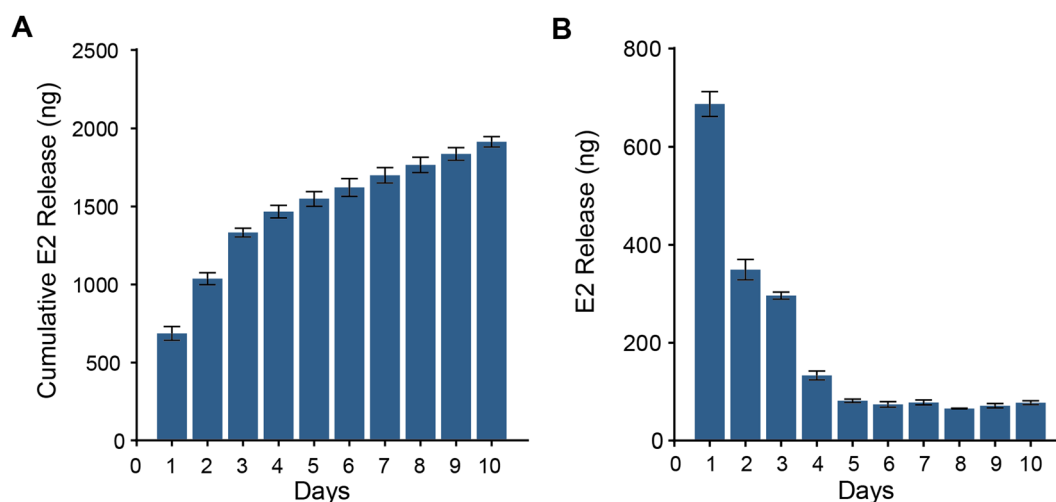 A
Cumulative E2 Release (ng)
2500
2000
1500
1000
500
0
0 1 2 3 4 5 6 7 8 9 10
Days
B
E2 Release (ng)
800
600
400
200
0
0 1 2 3 4 5 6 7 8 9 10
Days